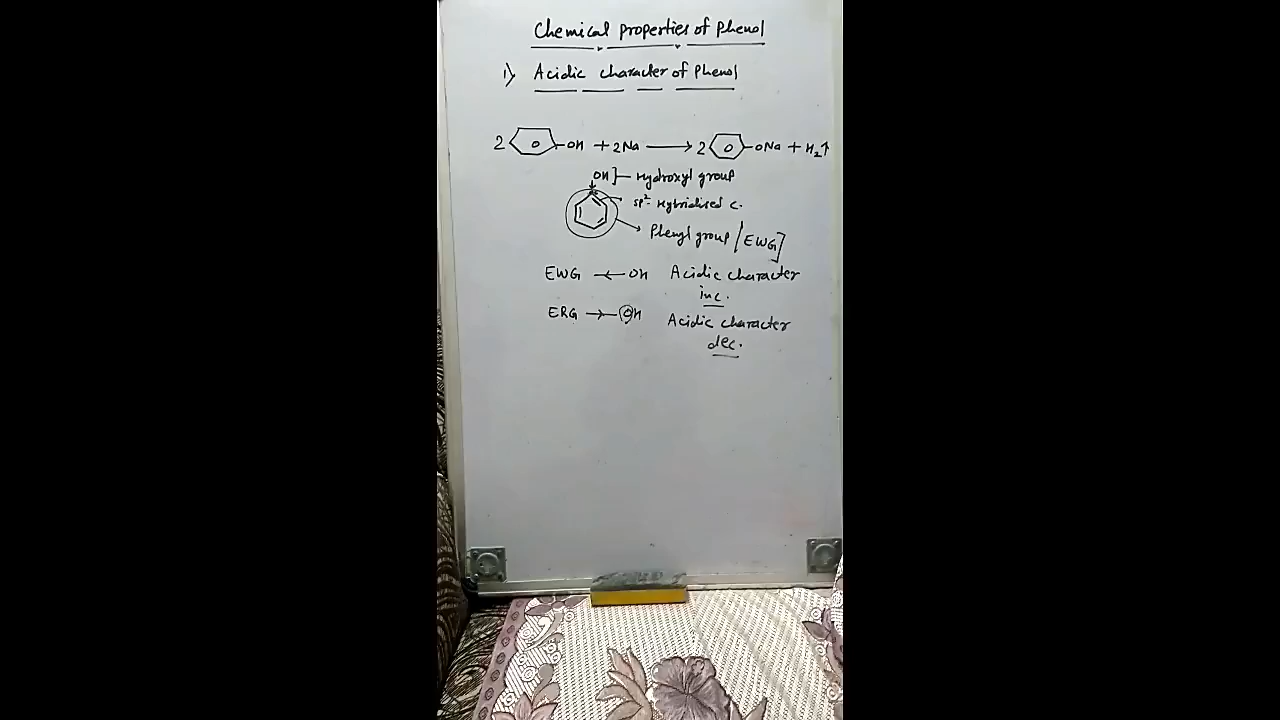 Chemical properties of Phenol
1) Acidic character of Phenol
2 -OH + 2Na → 2 -ONa + H₂↑
OH ]— Hydroxyl group
sp²- Hybridised C.
Phenyl group / EWG]
EWG ←OH Acidic character
inc.
ERG →OH Acidic character
dec.